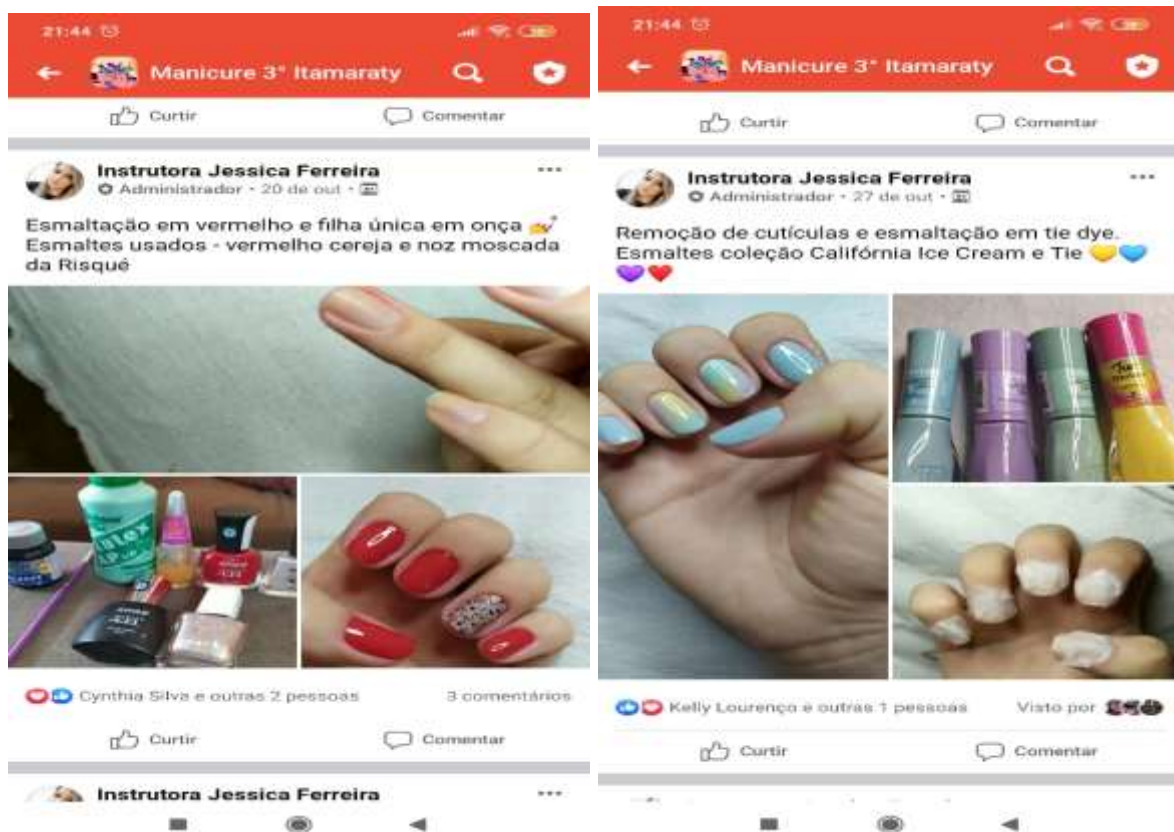 21:44
Manicure 3° Itamaraty
Curtir
Comentar
Instrutora Jessica Ferreira
Administrador · 20 de out ·
Esmaltação em vermelho e filha única em onça
Esmaltes usados - vermelho cereja e noz moscada
da Risqué
Cynthia Silva e outras 2 pessoas
3 comentários
Curtir
Comentar
Instrutora Jessica Ferreira
21:44
Manicure 3° Itamaraty
Curtir
Comentar
Instrutora Jessica Ferreira
Administrador · 27 de out ·
Remoção de cutículas e esmaltação em tie dye.
Esmaltes coleção Califórnia Ice Cream e Tie
Kelly Lourenço e outras 1 pessoas
Visto por
Curtir
Comentar